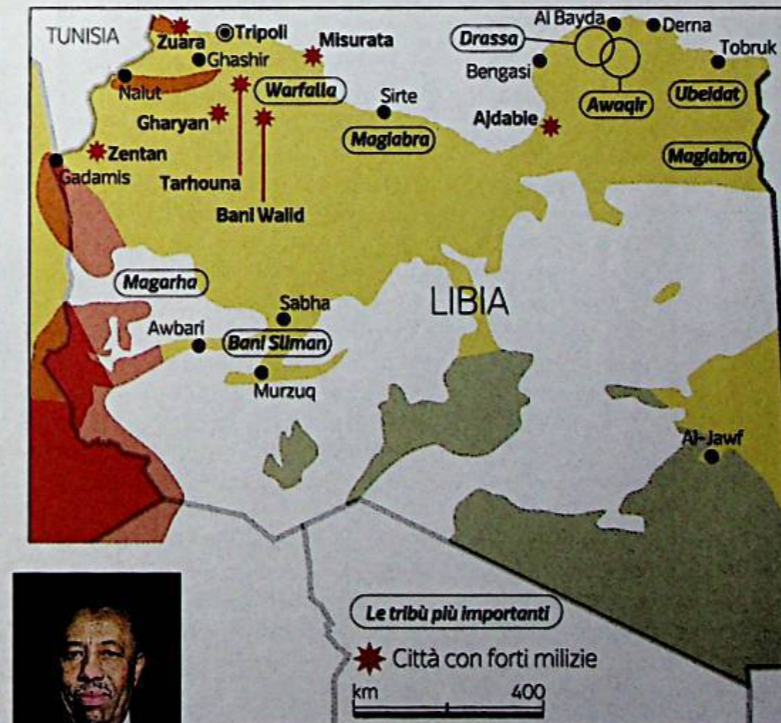 TUNISIA
Zuara
Tripoli
Ghashir
Misurata
Nalut
Warfalla
Gharyan
Sirte
Magiabra
Zentan
Gadamis
Tarhouna
Bani Walid
Drassa
Al Bayda
Derna
Bengasi
Tobruk
Awaqir
Ubeidat
Ajdabie
Magiabra
Magarha
Sabha
LIBIA
Awbari
Bani Sliman
Murzuq
Al-Jawf
Le tribù più importanti
Città con forti milizie
km 400